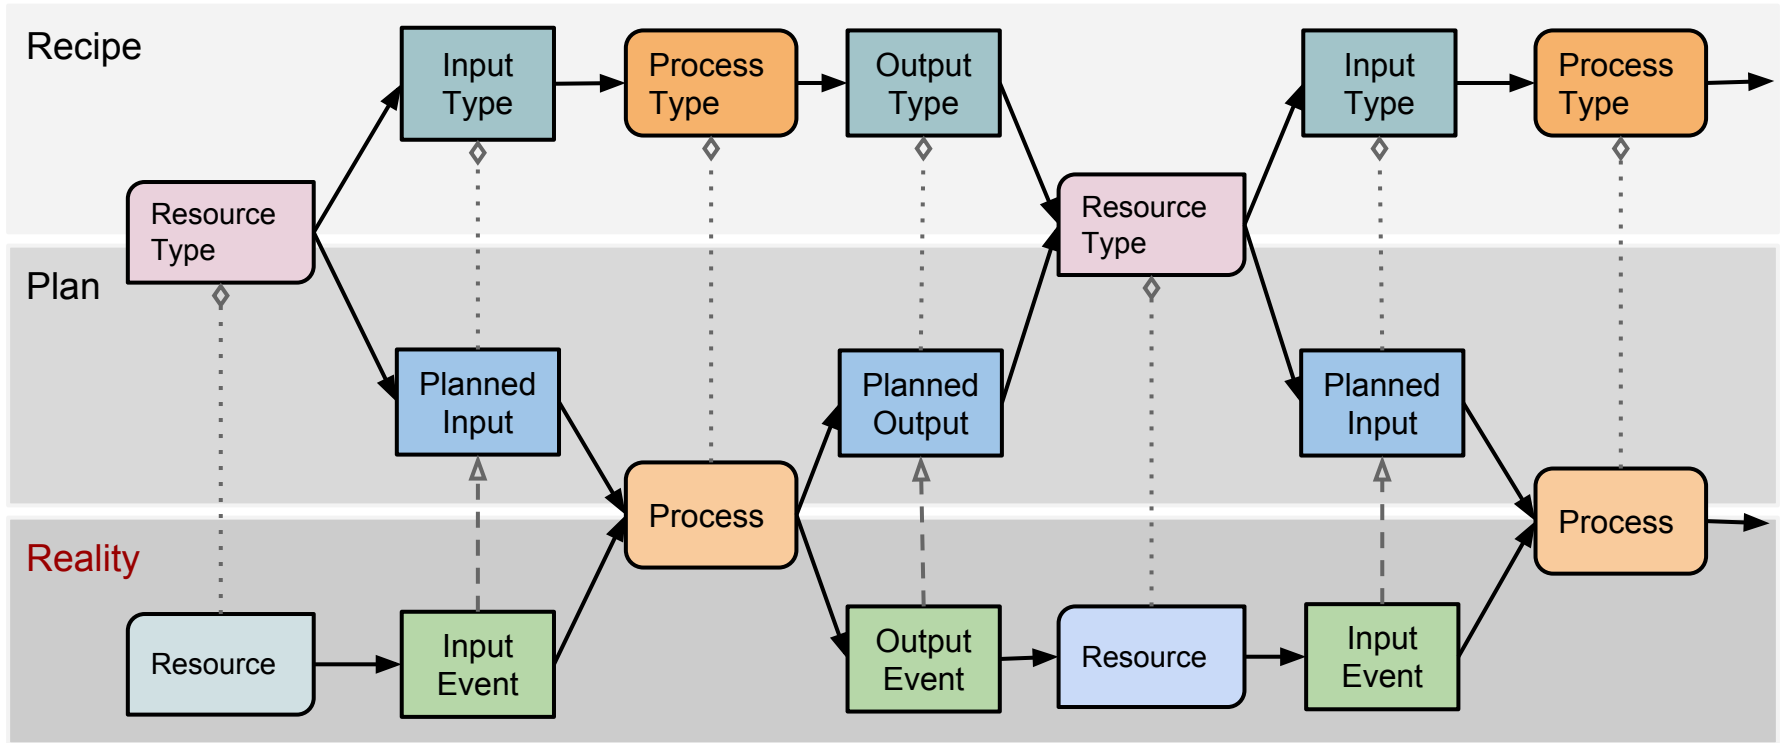 Recipe
Input
Type
Process
Type
Output
Type
Input
Type
Process
Type
Resource
Type
Resource
Type
Plan
Planned
Input
Planned
Output
Planned
Input
Process
Process
Reality
Resource
Input
Event
Output
Event
Resource
Input
Event